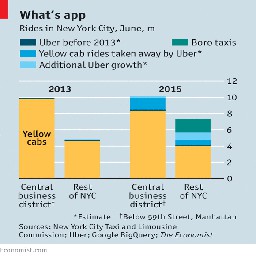 What's app
Rides in New York City, June, m
Uber before 2013*
Boro taxis
Yellow cab rides taken away by Uber*
Additional Uber growth*
2013
2015
12
10
8
6
4
2
0
Yellow
cabs
Central
business
district†
Rest
of NYC
Central
business
district†
Rest
of NYC
*Estimate †Below 59th Street, Manhattan
Sources: New York City Taxi and Limousine
Commission; Uber; Google BigQuery; The Economist
Economist.com